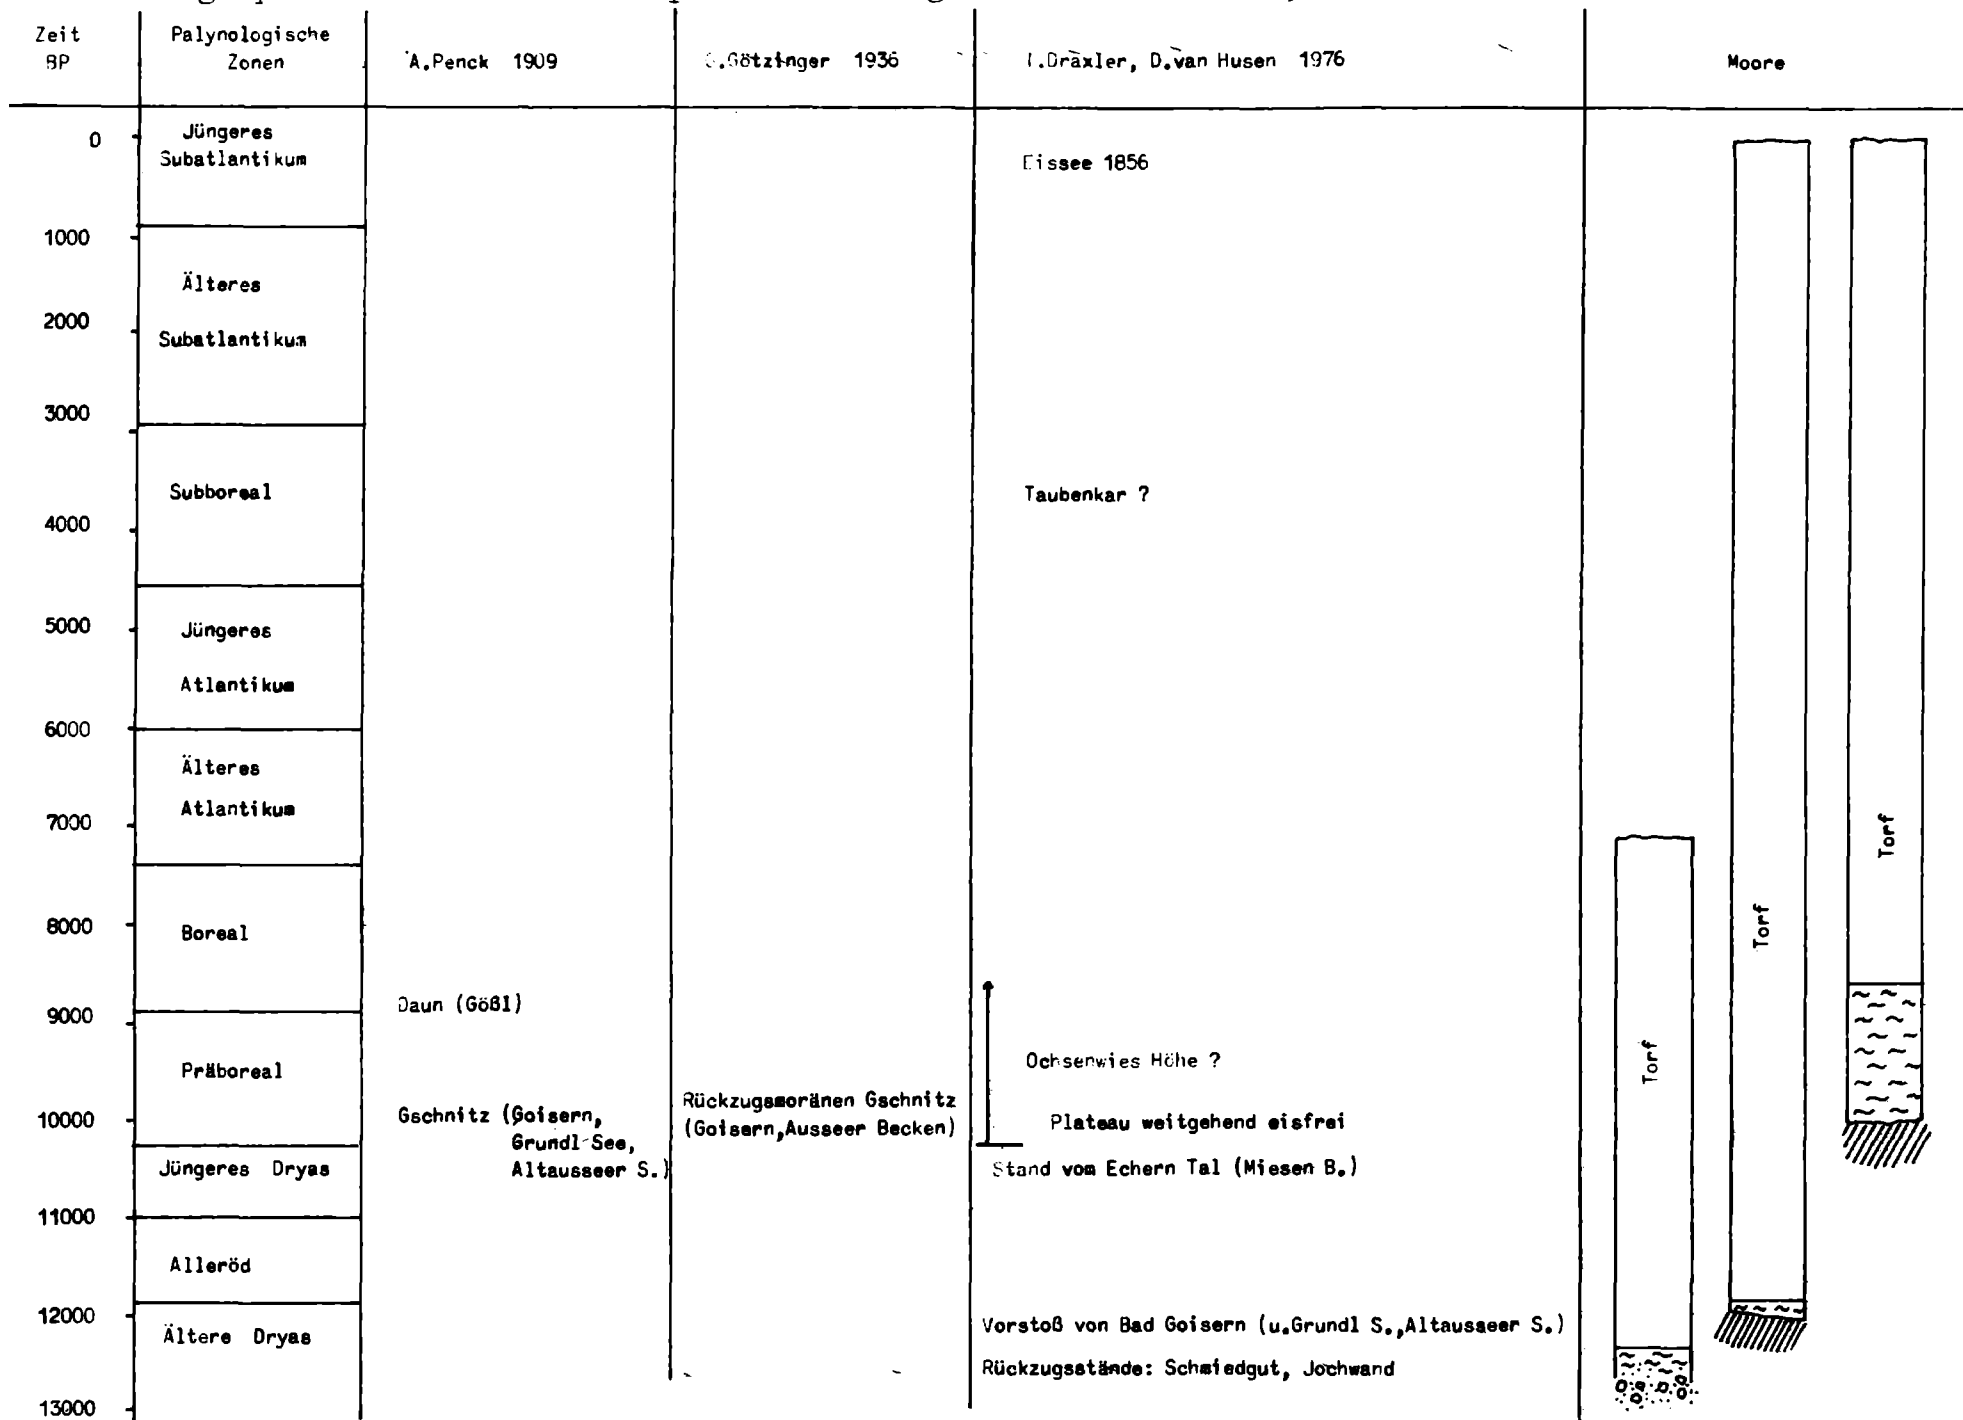 Zeit
BP
Palynologische
Zonen
A.Penck 1909
G.Götzinger 1936
I.Draxler, D.van Husen 1976
Moore
0
Jüngeres
Subatlantikum
Eissee 1856
1000
Älteres
2000
Subatlantikum
3000
Subboreal
Taubenkar ?
4000
5000
Jüngeres
Atlantikum
6000
Älteres
Atlantikum
7000
Torf
8000
Boreal
Torf
Daun (Gößl)
9000
Präboreal
Ochsenwies Höhe ?
Torf
10000
Gschnitz (Goisern,
Grundl See,
Altausseer S.)
Rückzugsmoränen Gschnitz
(Goisern,Ausseer Becken)
Plateau weitgehend eisfrei
Jüngeres Dryas
Stand vom Echern Tal (Miesen B.)
11000
Alleröd
12000
Ältere Dryas
Vorstoß von Bad Goisern (u.Grundl S.,Altausseer S.)
Rückzugsstände: Schmiedgut, Jochwand
13000